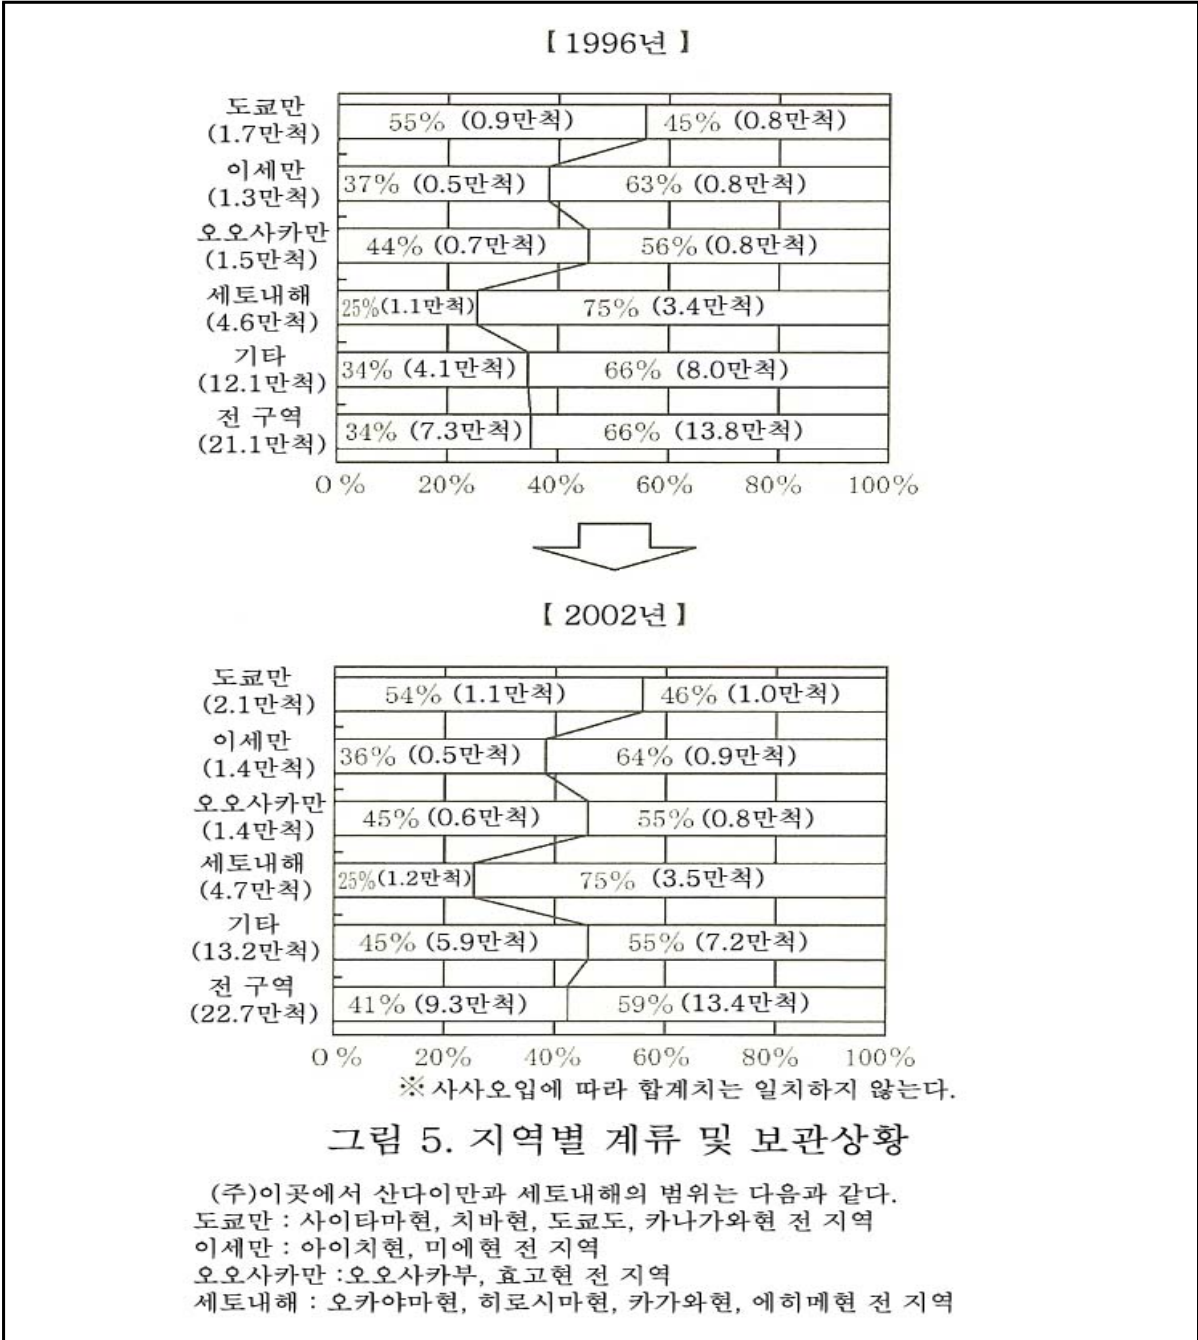 【 1996년 】
도쿄만
(1.7만척)
55% (0.9만척) 45% (0.8만척)
이세만
(1.3만척)
37% (0.5만척) 63% (0.8만척)
오오사카만
(1.5만척)
44% (0.7만척) 56% (0.8만척)
세토내해
(4.6만척)
25%(1.1만척) 75% (3.4만척)
기타
(12.1만척)
34% (4.1만척) 66% (8.0만척)
전 구역
(21.1만척)
34% (7.3만척) 66% (13.8만척)
0% 20% 40% 60% 80% 100%
【 2002년 】
도쿄만
(2.1만척)
54% (1.1만척) 46% (1.0만척)
이세만
(1.4만척)
36% (0.5만척) 64% (0.9만척)
오오사카만
(1.4만척)
45% (0.6만척) 55% (0.8만척)
세토내해
(4.7만척)
25%(1.2만척) 75% (3.5만척)
기타
(13.2만척)
45% (5.9만척) 55% (7.2만척)
전 구역
(22.7만척)
41% (9.3만척) 59% (13.4만척)
0% 20% 40% 60% 80% 100%
※ 사사오입에 따라 합계치는 일치하지 않는다.
그림 5. 지역별 계류 및 보관상황
(주)이곳에서 산다이만과 세토내해의 범위는 다음과 같다.
도쿄만 : 사이타마현, 치바현, 도쿄도, 카나가와현 전 지역
이세만 : 아이치현, 미에현 전 지역
오오사카만 :오오사카부, 효고현 전 지역
세토내해 : 오카야마현, 히로시마현, 카가와현, 에히메현 전 지역